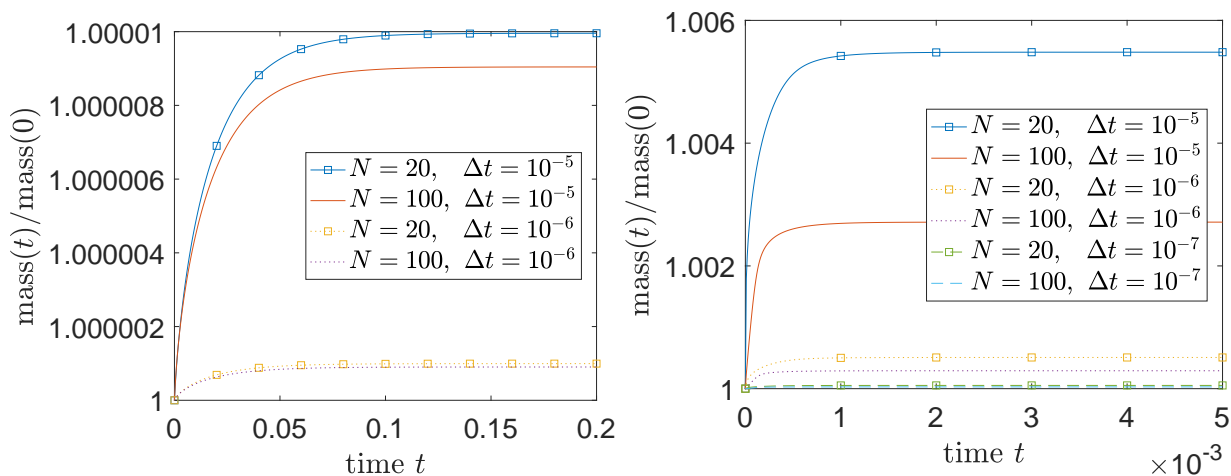 1.00001
1.000008
1.000006
1.000004
1.000002
1
mass(t)/mass(0)
N = 20, Δt = 10⁻⁵
N = 100, Δt = 10⁻⁵
N = 20, Δt = 10⁻⁶
N = 100, Δt = 10⁻⁶
0 0.05 0.1 0.15 0.2
time t
1.006
1.004
1.002
1
mass(t)/mass(0)
N = 20, Δt = 10⁻⁵
N = 100, Δt = 10⁻⁵
N = 20, Δt = 10⁻⁶
N = 100, Δt = 10⁻⁶
N = 20, Δt = 10⁻⁷
N = 100, Δt = 10⁻⁷
0 1 2 3 4 5
time t
×10⁻³